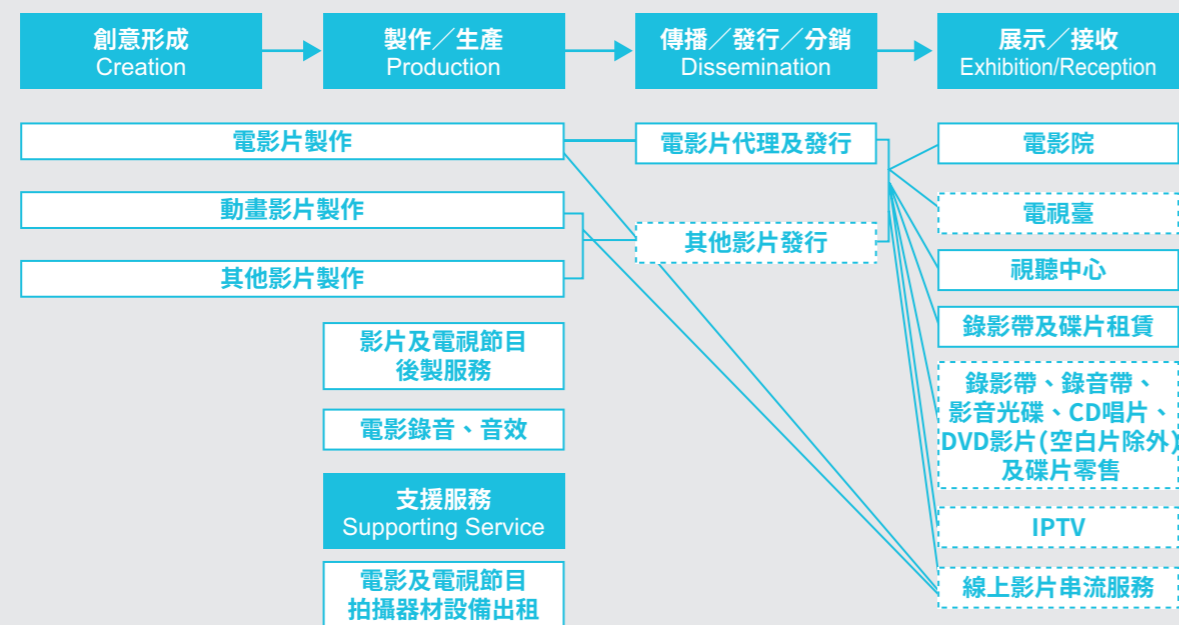 創意形成
Creation
製作／生產
Production
傳播／發行／分銷
Dissemination
展示／接收
Exhibition/Reception
電影片製作
動畫影片製作
其他影片製作
影片及電視節目
後製服務
電影錄音、音效
支援服務
Supporting Service
電影及電視節目
拍攝器材設備出租
電影片代理及發行
其他影片發行
電影院
電視臺
視聽中心
錄影帶及碟片租賃
錄影帶、錄音帶、
影音光碟、CD唱片、
DVD影片(空白片除外)
及碟片零售
IPTV
線上影片串流服務